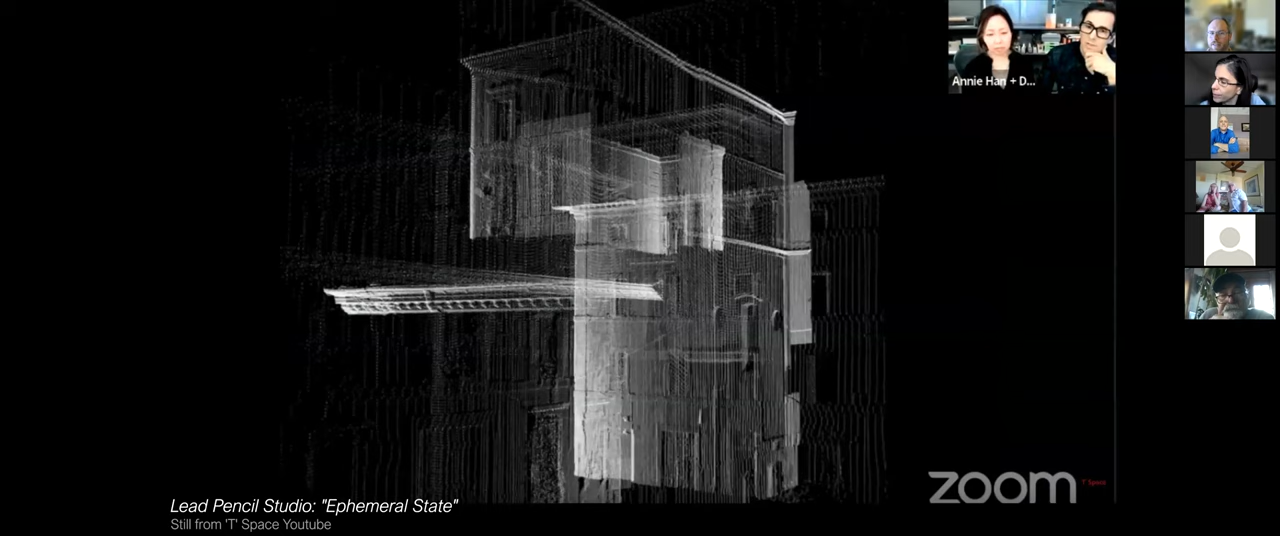 Annie Han + D...
zoom
'T' Space
Lead Pencil Studio: "Ephemeral State"
Still from 'T' Space Youtube